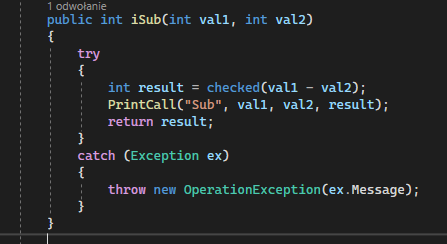 1 odwołanie
public int iSub(int val1, int val2)
{
try
{
int result = checked(val1 - val2);
PrintCall("Sub", val1, val2, result);
return result;
}
catch (Exception ex)
{
throw new OperationException(ex.Message);
}
}